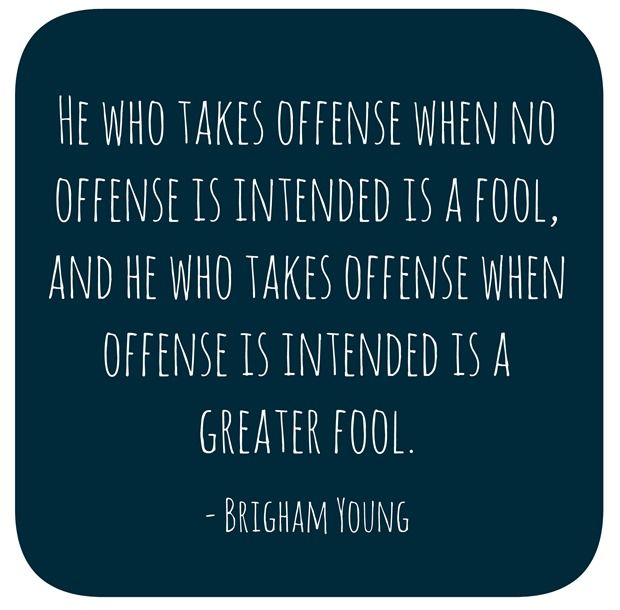 He who takes offense when no
offense is intended is a fool,
and he who takes offense when
offense is intended is a
greater fool.
- Brigham Young